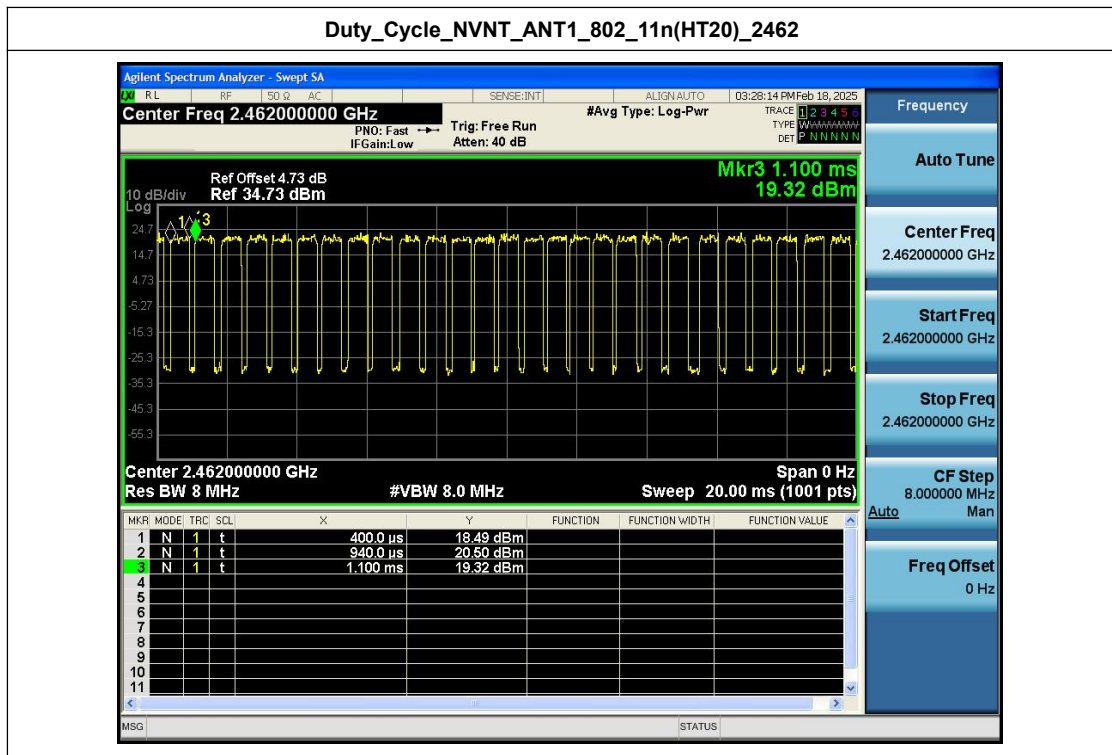 Duty_Cycle_NVNT_ANT1_802_11n(HT20)_2462
Agilent Spectrum Analyzer - Swept SA
LXI RL RF 50 Ω AC SENSE:INT ALIGNAUTO 03:28:14 PM Feb 18, 2025
Center Freq 2.462000000 GHz
PNO: Fast
IFGain:Low
Trig: Free Run
Atten: 40 dB
#Avg Type: Log-Pwr
TRACE 1 2 3 4 5 6
TYPE WWWWWW
DET P N N N N N
Frequency
Ref Offset 4.73 dB
10 dB/div Ref 34.73 dBm
Log
Mkr3 1.100 ms
19.32 dBm
1 3
24.7
14.7
4.73
-5.27
-15.3
-25.3
-35.3
-45.3
-55.3
Center 2.462000000 GHz Span 0 Hz
Res BW 8 MHz #VBW 8.0 MHz Sweep 20.00 ms (1001 pts)
MKR MODE TRC SCL X Y FUNCTION FUNCTION WIDTH FUNCTION VALUE
1 N 1 t 400.0 µs 18.49 dBm
2 N 1 t 940.0 µs 20.50 dBm
3 N 1 t 1.100 ms 19.32 dBm
4
5
6
7
8
9
10
11
MSG STATUS
Auto Tune
Center Freq
2.462000000 GHz
Start Freq
2.462000000 GHz
Stop Freq
2.462000000 GHz
CF Step
8.000000 MHz
Auto Man
Freq Offset
0 Hz